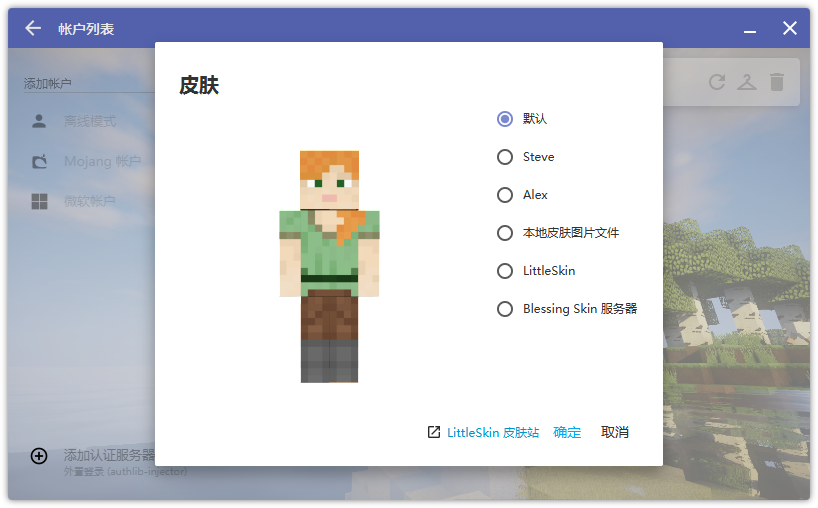 帐户列表
添加帐户
离线模式
Mojang 帐户
微软帐户
添加认证服务器
外置登录 (authlib-injector)
皮肤
默认
Steve
Alex
本地皮肤图片文件
LittleSkin
Blessing Skin 服务器
LittleSkin 皮肤站
确定
取消